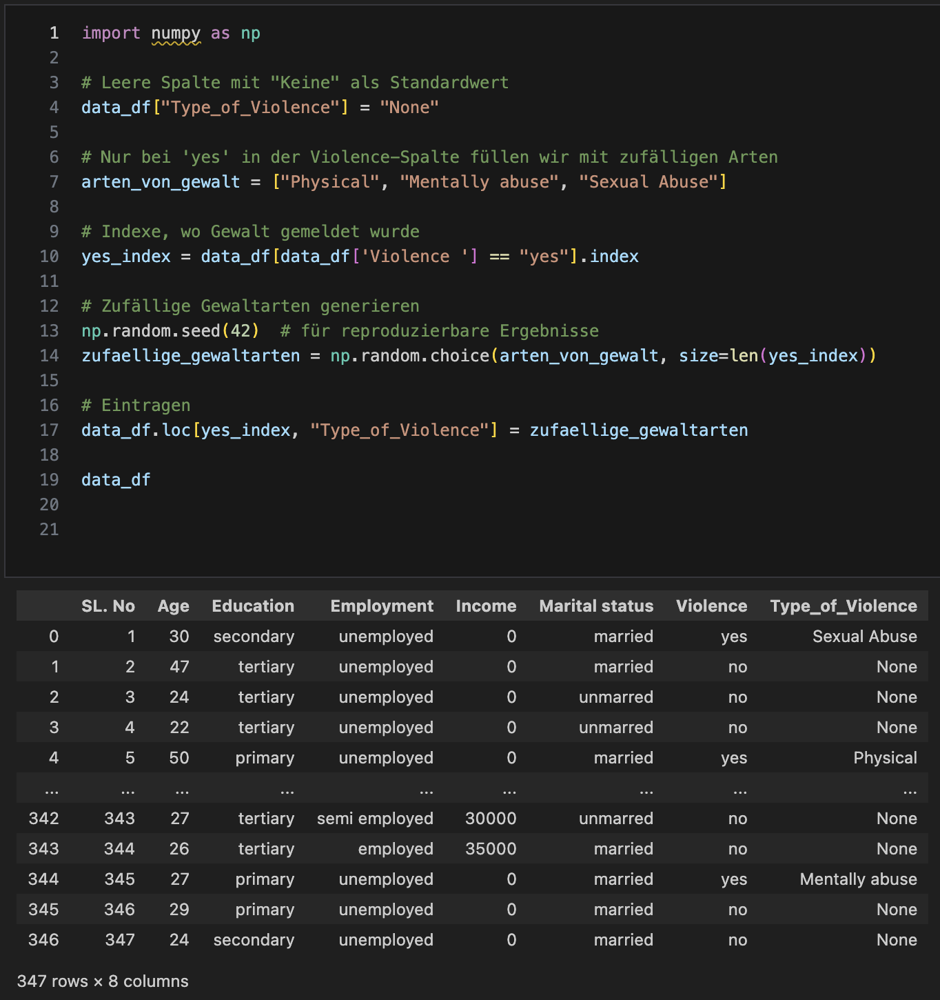 1 import numpy as np
2
3 # Leere Spalte mit "Keine" als Standardwert
4 data_df["Type_of_Violence"] = "None"
5
6 # Nur bei 'yes' in der Violence-Spalte füllen wir mit zufälligen Arten
7 arten_von_gewalt = ["Physical", "Mentally abuse", "Sexual Abuse"]
8
9 # Indexe, wo Gewalt gemeldet wurde
10 yes_index = data_df[data_df['Violence '] == "yes"].index
11
12 # Zufällige Gewaltarten generieren
13 np.random.seed(42)  # für reproduzierbare Ergebnisse
14 zufaellige_gewaltarten = np.random.choice(arten_von_gewalt, size=len(yes_index))
15
16 # Eintragen
17 data_df.loc[yes_index, "Type_of_Violence"] = zufaellige_gewaltarten
18
19 data_df
20
21
SL. No Age Education Employment Income Marital status Violence Type_of_Violence
0 1 30 secondary unemployed 0 married yes Sexual Abuse
1 2 47 tertiary unemployed 0 married no None
2 3 24 tertiary unemployed 0 unmarred no None
3 4 22 tertiary unemployed 0 unmarred no None
4 5 50 primary unemployed 0 married yes Physical
... ... ... ... ... ... ... ... ...
342 343 27 tertiary semi employed 30000 unmarred no None
343 344 26 tertiary employed 35000 married no None
344 345 27 primary unemployed 0 married yes Mentally abuse
345 346 29 primary unemployed 0 married no None
346 347 24 secondary unemployed 0 married no None
347 rows × 8 columns